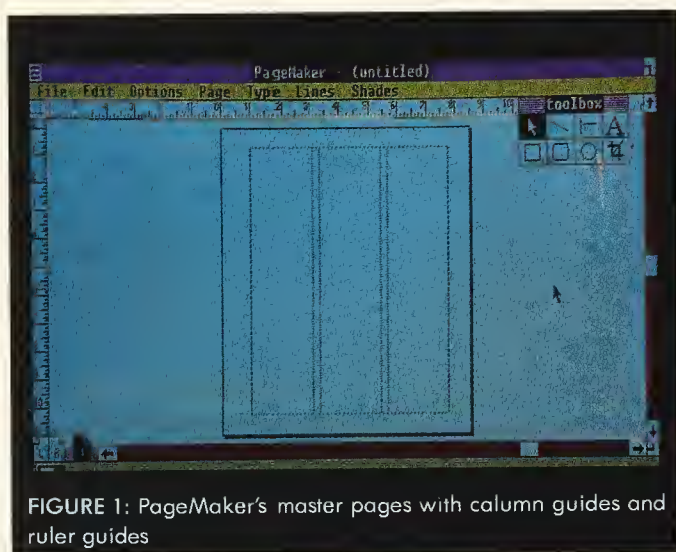 PageMaker - (untitled)
File Edit Options Page Type Lines Shades
toolbox
A
FIGURE 1: PageMaker's master pages with calumn guides and
ruler guides